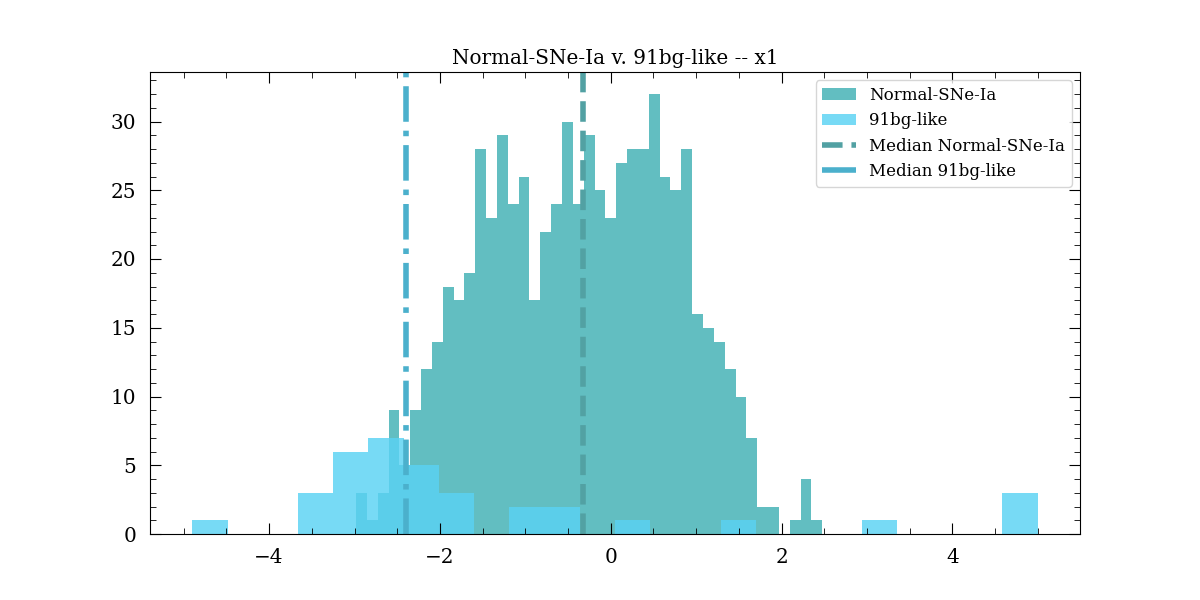 Normal-SNe-Ia v. 91bg-like -- x1
Normal-SNe-Ia
91bg-like
Median Normal-SNe-Ia
Median 91bg-like
30
25
20
15
10
5
0
−4
−2
0
2
4